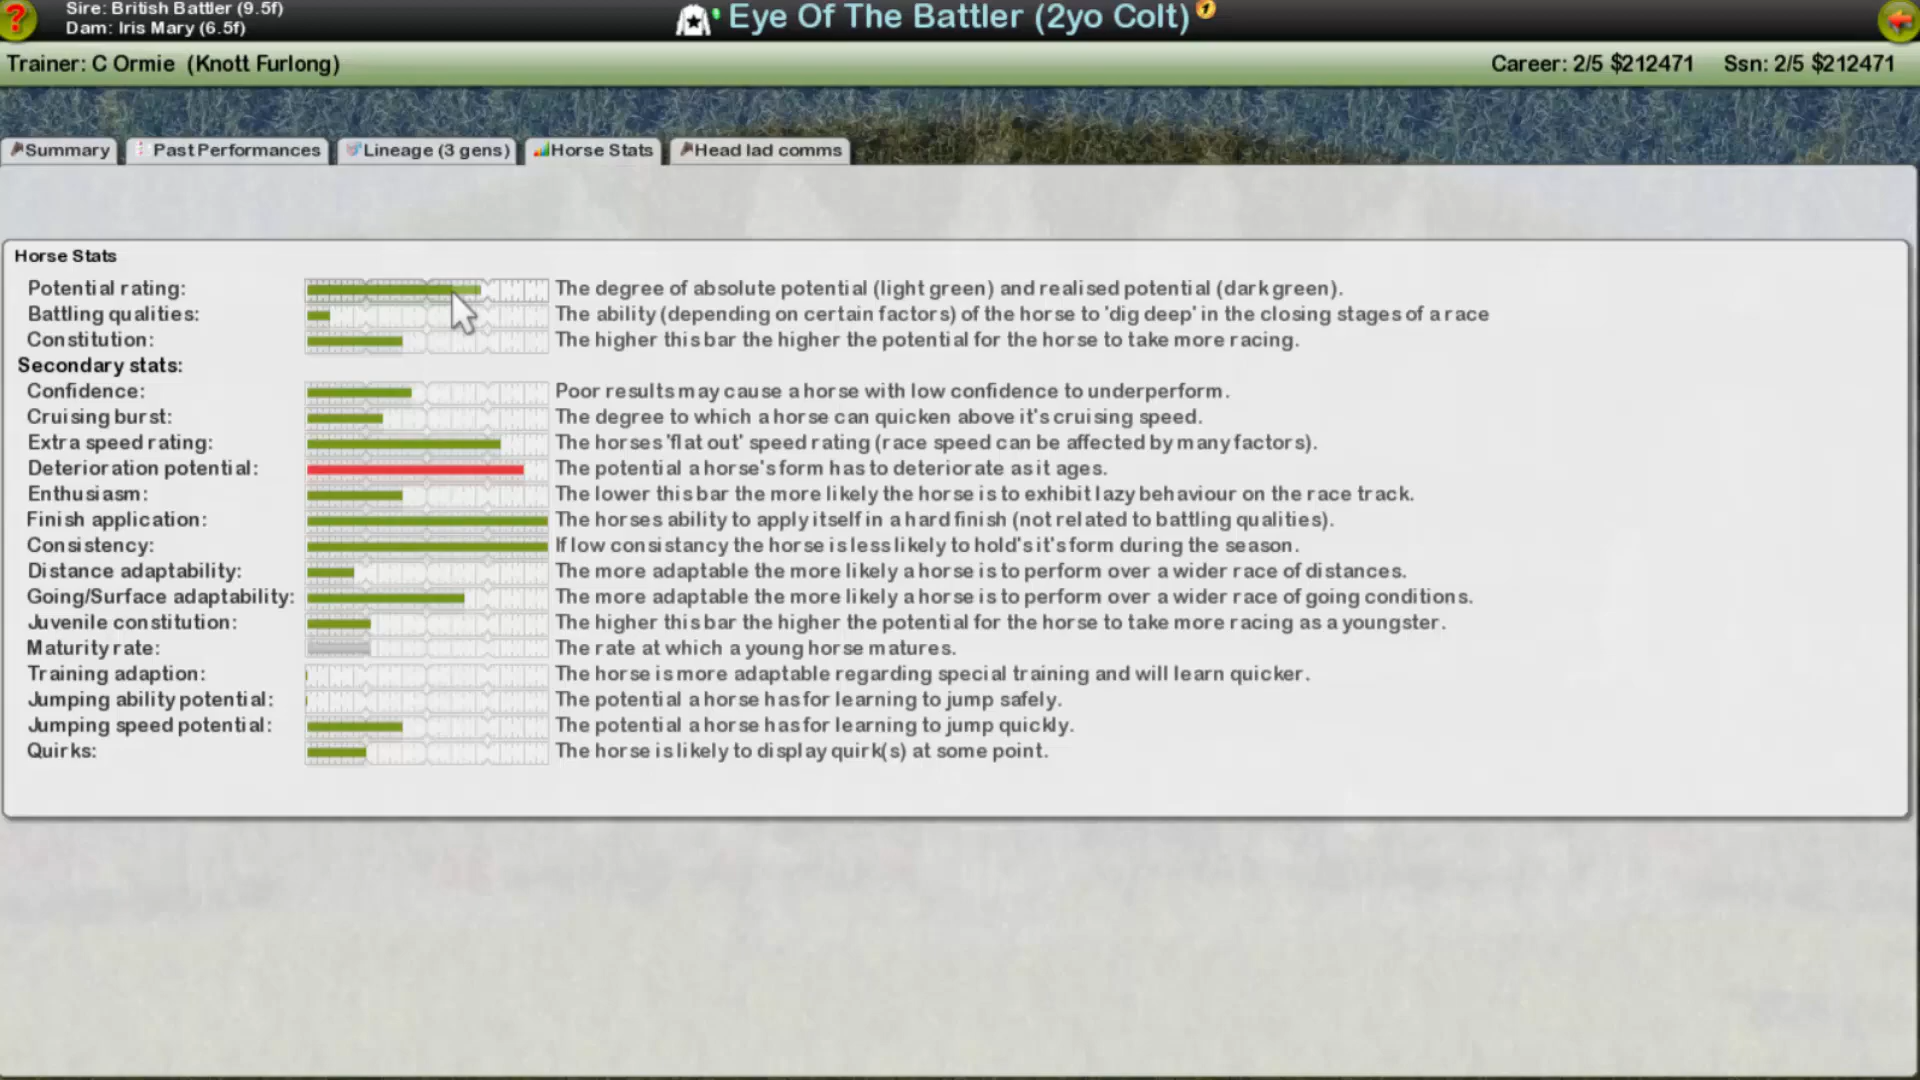 Sire: British Battler (9.5f)
Dam: Iris Mary (6.5f)
Eye Of The Battler (2yo Colt)
Trainer: C Ormie (Knott Furlong)
Career: 2/5 $212471 Ssn: 2/5 $212471
Summary Past Performances Lineage (3 gens) Horse Stats Head lad comms
Horse Stats
Potential rating: The degree of absolute potential (light green) and realised potential (dark green).
Battling qualities: The ability (depending on certain factors) of the horse to 'dig deep' in the closing stages of a race
Constitution: The higher this bar the higher the potential for the horse to take more racing.
Secondary stats:
Confidence: Poor results may cause a horse with low confidence to underperform.
Cruising burst: The degree to which a horse can quicken above it's cruising speed.
Extra speed rating: The horses 'flat out' speed rating (race speed can be affected by many factors).
Deterioration potential: The potential a horse's form has to deteriorate as it ages.
Enthusiasm: The lower this bar the more likely the horse is to exhibit lazy behaviour on the race track.
Finish application: The horses ability to apply itself in a hard finish (not related to battling qualities).
Consistency: If low consistancy the horse is less likely to hold's it's form during the season.
Distance adaptability: The more adaptable the more likely a horse is to perform over a wider race of distances.
Going/Surface adaptability: The more adaptable the more likely a horse is to perform over a wider race of going conditions.
Juvenile constitution: The higher this bar the higher the potential for the horse to take more racing as a youngster.
Maturity rate: The rate at which a young horse matures.
Training adaption: The horse is more adaptable regarding special training and will learn quicker.
Jumping ability potential: The potential a horse has for learning to jump safely.
Jumping speed potential: The potential a horse has for learning to jump quickly.
Quirks: The horse is likely to display quirk(s) at some point.